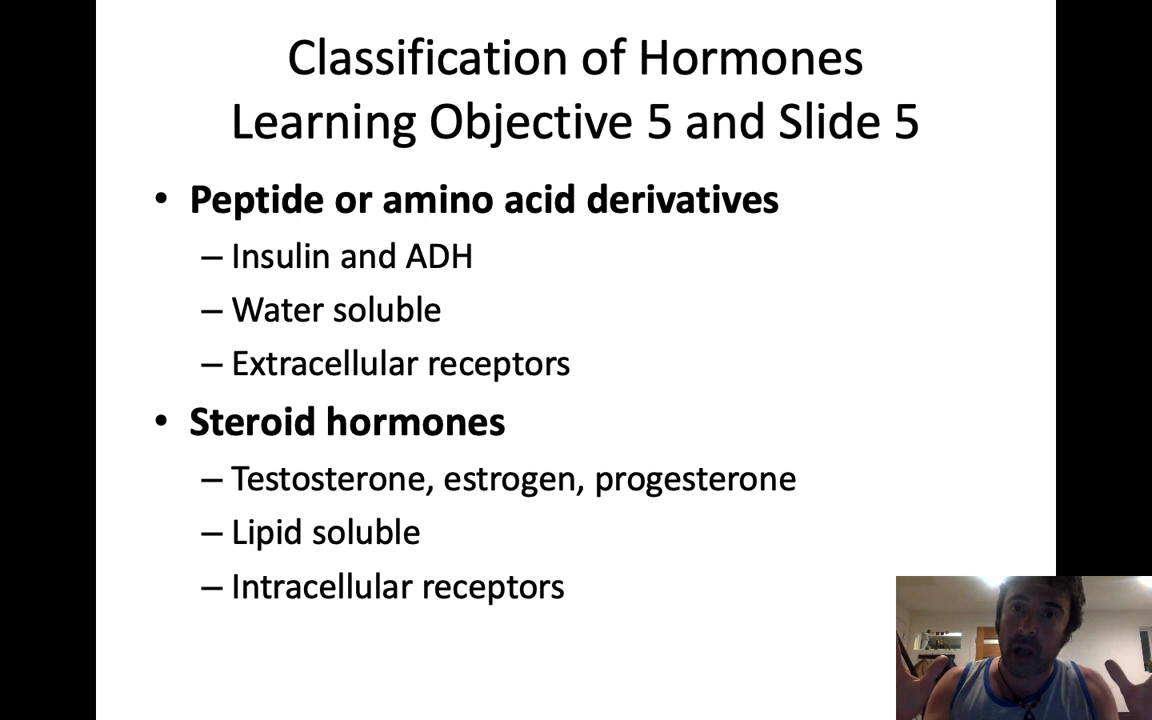 Classification of Hormones
Learning Objective 5 and Slide 5
• Peptide or amino acid derivatives
– Insulin and ADH
– Water soluble
– Extracellular receptors
• Steroid hormones
– Testosterone, estrogen, progesterone
– Lipid soluble
– Intracellular receptors